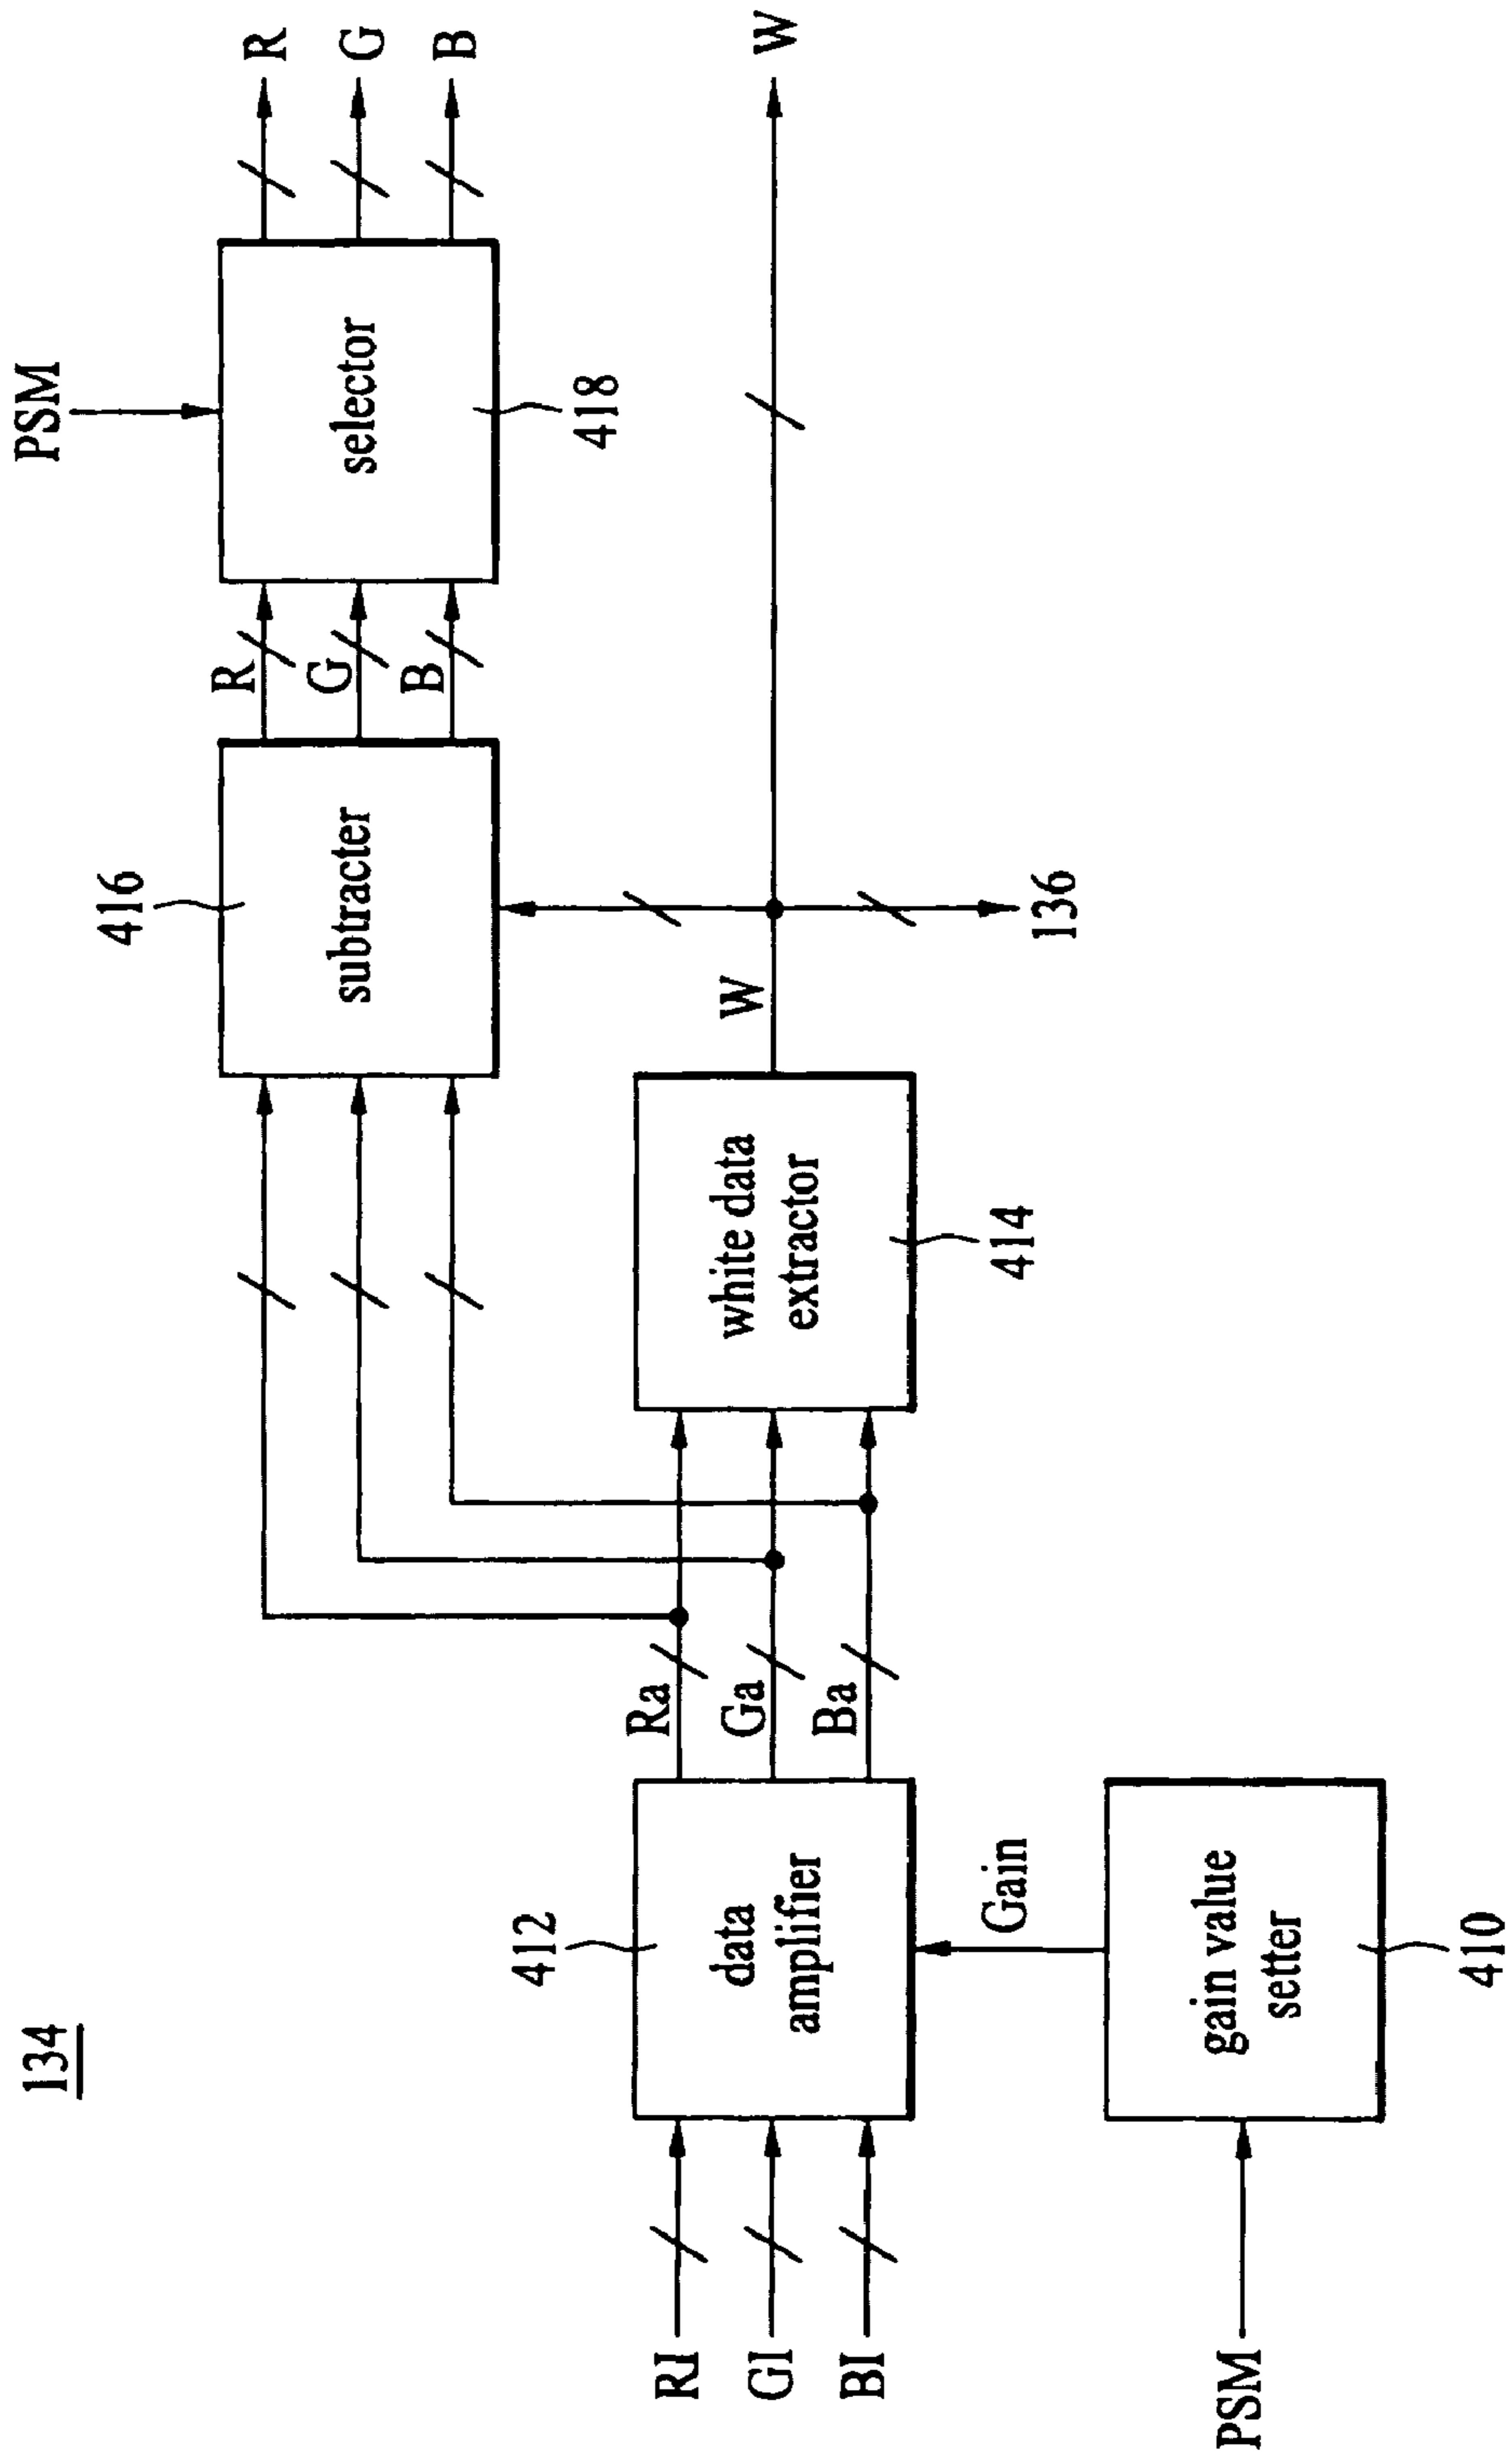 134
PSM
416
R
G
B
R
G
B
subtracter
selector
418
412
RI
GI
BI
data
amplifier
Ra
Ga
Ba
white data
extractor
W
W
414
136
Gain
PSM
gain value
setter
410